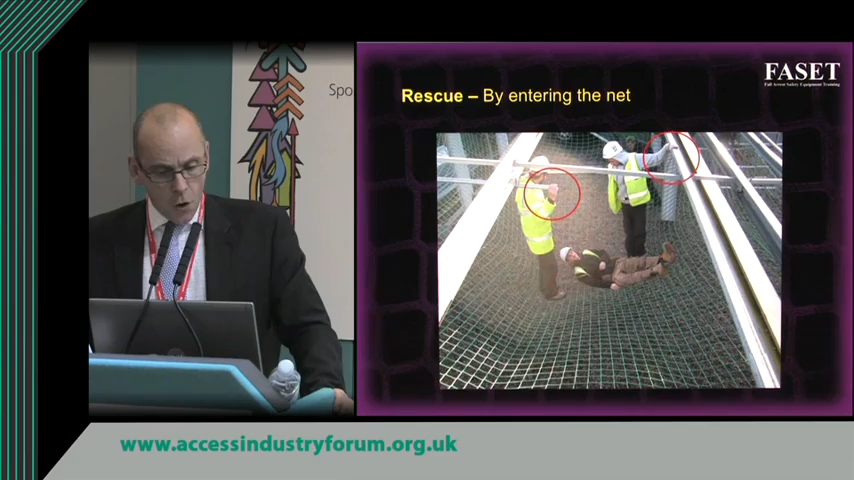 Spo
FASET
Fall Arrest Safety Equipment Training
Rescue – By entering the net
www.accessindustryforum.org.uk